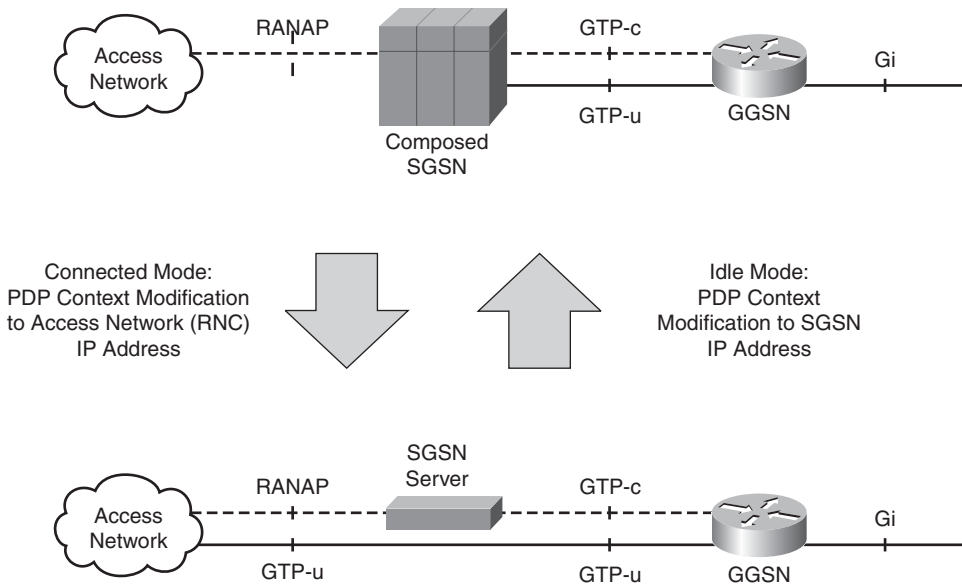 Access
Network
RANAP
Composed
SGSN
GTP-c
GTP-u
GGSN
Gi
Connected Mode:
PDP Context Modification
to Access Network (RNC)
IP Address
Idle Mode:
PDP Context
Modification to SGSN
IP Address
Access
Network
RANAP
GTP-u
SGSN
Server
GTP-c
GTP-u
GGSN
Gi